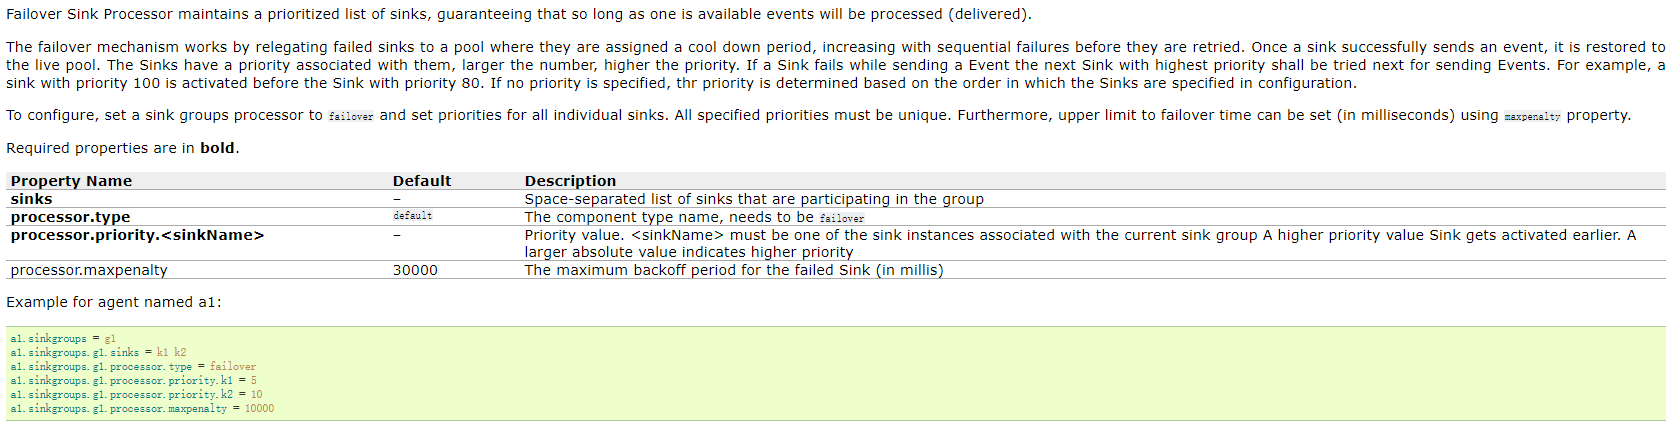 Failover Sink Processor maintains a prioritized list of sinks, guaranteeing that so long as one is available events will be processed (delivered).
The failover mechanism works by relegating failed sinks to a pool where they are assigned a cool down period, increasing with sequential failures before they are retried. Once a sink successfully sends an event, it is restored to
the live pool. The Sinks have a priority associated with them, larger the number, higher the priority. If a Sink fails while sending a Event the next Sink with highest priority shall be tried next for sending Events. For example, a
sink with priority 100 is activated before the Sink with priority 80. If no priority is specified, thr priority is determined based on the order in which the Sinks are specified in configuration.
To configure, set a sink groups processor to failover and set priorities for all individual sinks. All specified priorities must be unique. Furthermore, upper limit to failover time can be set (in milliseconds) using maxpenalty property.
Required properties are in bold.
Property Name Default Description
sinks – Space-separated list of sinks that are participating in the group
processor.type default The component type name, needs to be failover
processor.priority.<sinkName> – Priority value. <sinkName> must be one of the sink instances associated with the current sink group A higher priority value Sink gets activated earlier. A
larger absolute value indicates higher priority
processor.maxpenalty 30000 The maximum backoff period for the failed Sink (in millis)
Example for agent named a1:
a1.sinkgroups = g1
a1.sinkgroups.g1.sinks = k1 k2
a1.sinkgroups.g1.processor.type = failover
a1.sinkgroups.g1.processor.priority.k1 = 5
a1.sinkgroups.g1.processor.priority.k2 = 10
a1.sinkgroups.g1.processor.maxpenalty = 10000